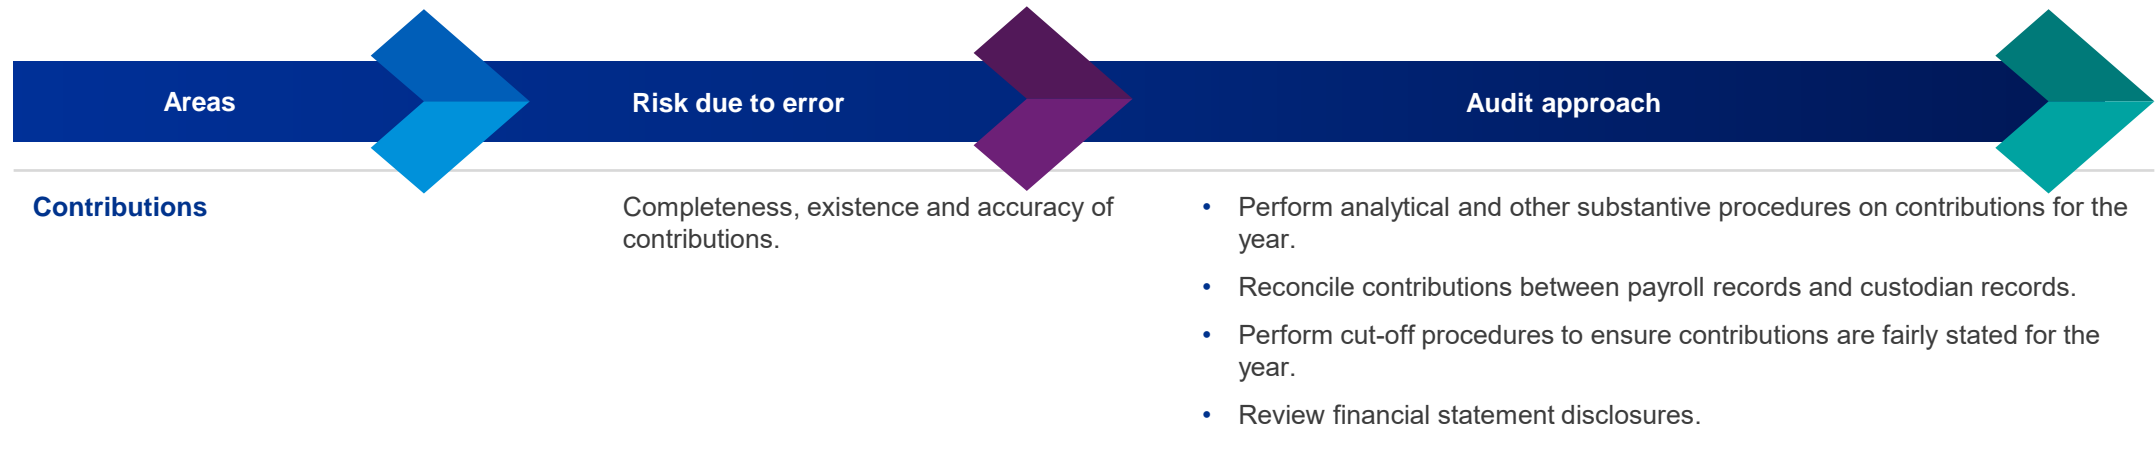 Areas
Risk due to error
Audit approach
Contributions
Completeness, existence and accuracy of
contributions.
• Perform analytical and other substantive procedures on contributions for the
year.
• Reconcile contributions between payroll records and custodian records.
• Perform cut-off procedures to ensure contributions are fairly stated for the
year.
• Review financial statement disclosures.